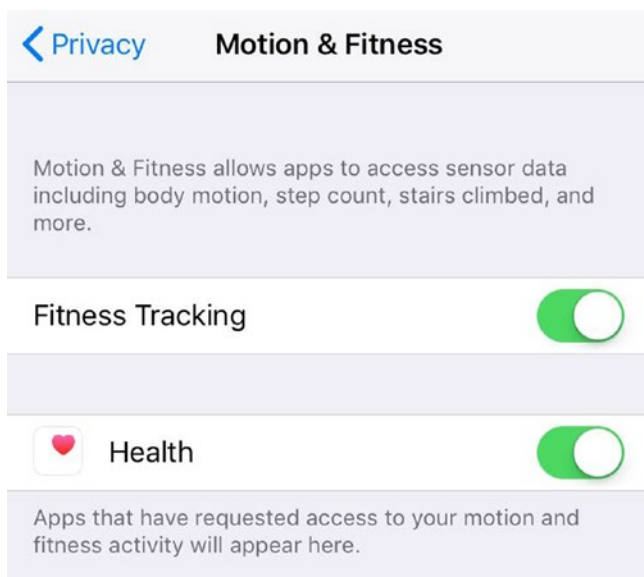 Privacy Motion & Fitness
Motion & Fitness allows apps to access sensor data
including body motion, step count, stairs climbed, and
more.
Fitness Tracking
Health
Apps that have requested access to your motion and
fitness activity will appear here.